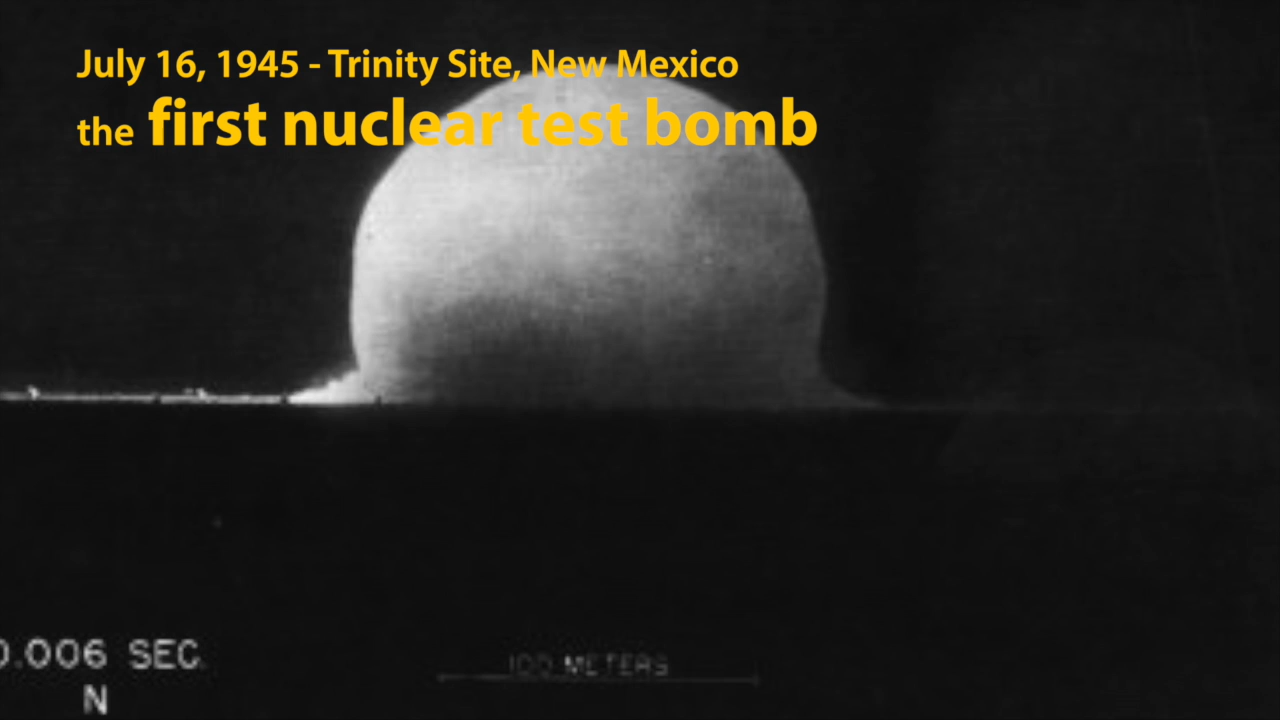 July 16, 1945 - Trinity Site, New Mexico
the first nuclear test bomb
0.006 SEC.
N
100 METERS